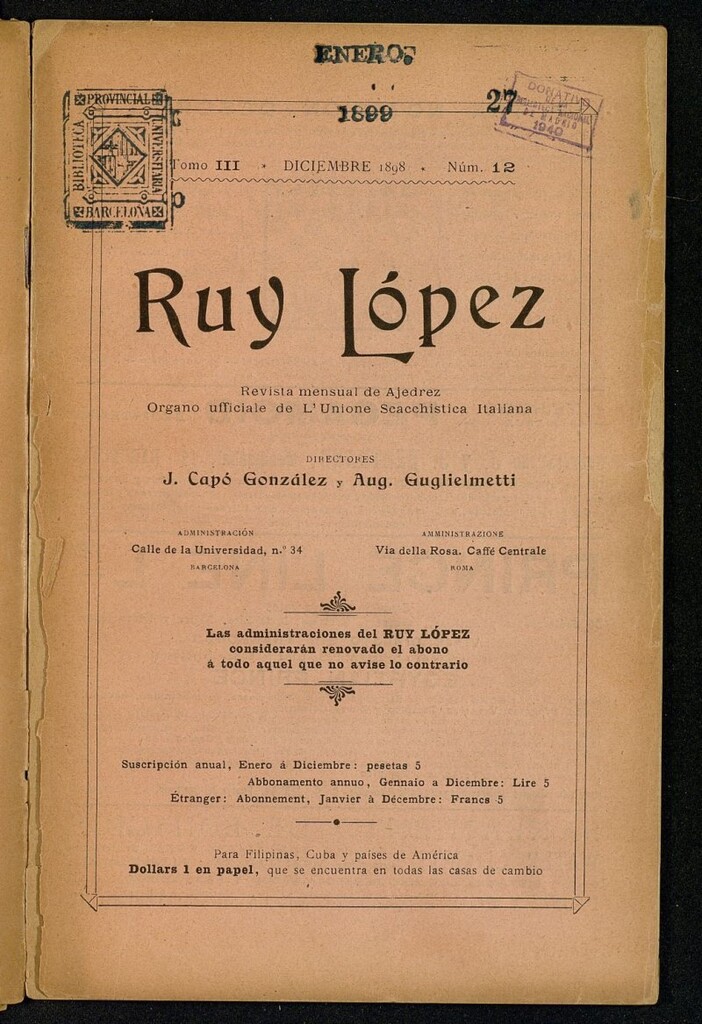 ENERO,
1899
27
PROVINCIAL
UNIVERSITARIA
BIBLIOTECA
BARCELONA
DONATIVO
1940
Tomo III * DICIEMBRE 1898 * Núm. 12
Ruy López
Revista mensual de Ajedrez
Organo ufficiale de L'Unione Scacchistica Italiana
DIRECTORES
J. Capó González y Aug. Guglielmetti
ADMINISTRACIÓN
Calle de la Universidad, n.º 34
BARCELONA
AMMINISTRAZIONE
Via della Rosa. Caffé Centrale
ROMA
Las administraciones del RUY LÓPEZ
considerarán renovado el abono
á todo aquel que no avise lo contrario
Suscripción anual, Enero á Diciembre: pesetas 5
Abbonamento annuo, Gennaio a Dicembre: Lire 5
Étranger: Abonnement, Janvier à Décembre: Francs 5
Para Filipinas, Cuba y países de América
Dollars 1 en papel, que se encuentra en todas las casas de cambio